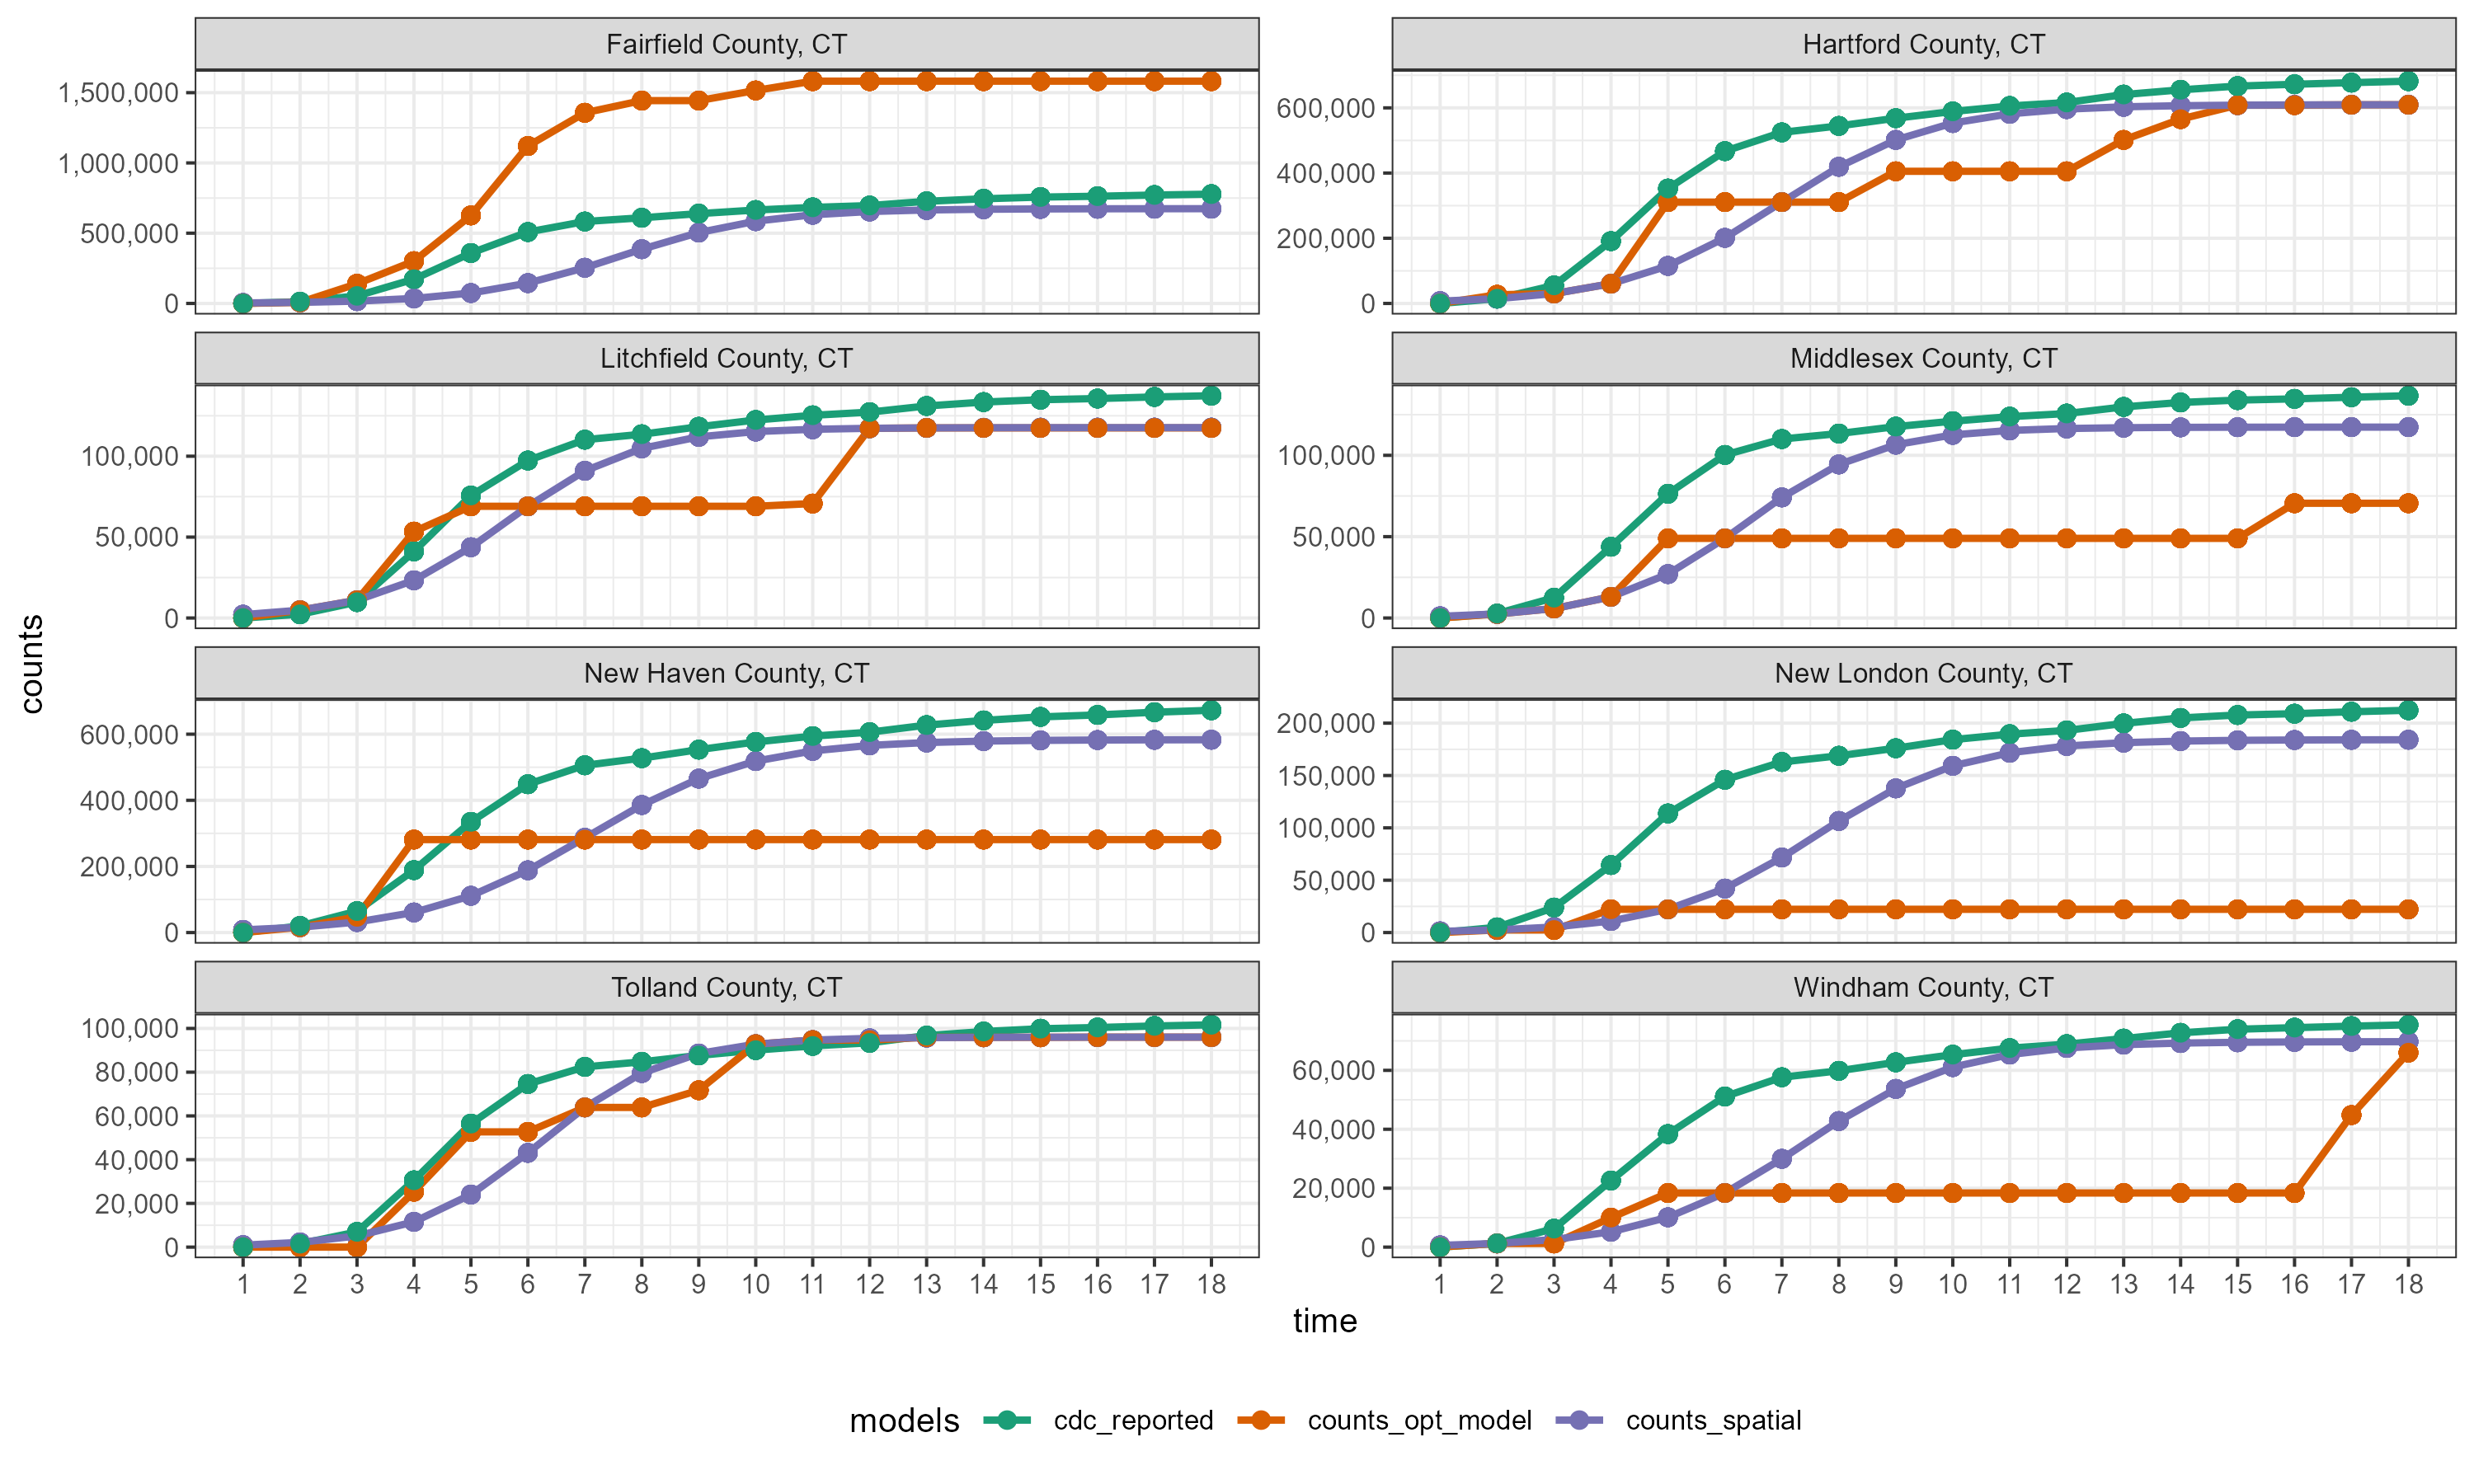 Fairfield County, CT
Hartford County, CT
1,500,000
1,000,000
500,000
0
600,000
400,000
200,000
0
Litchfield County, CT
Middlesex County, CT
100,000
50,000
0
100,000
50,000
0
counts
New Haven County, CT
New London County, CT
600,000
400,000
200,000
0
200,000
150,000
100,000
50,000
0
Tolland County, CT
Windham County, CT
100,000
80,000
60,000
40,000
20,000
0
60,000
40,000
20,000
0
1 2 3 4 5 6 7 8 9 10 11 12 13 14 15 16 17 18
1 2 3 4 5 6 7 8 9 10 11 12 13 14 15 16 17 18
time
models cdc_reported counts_opt_model counts_spatial